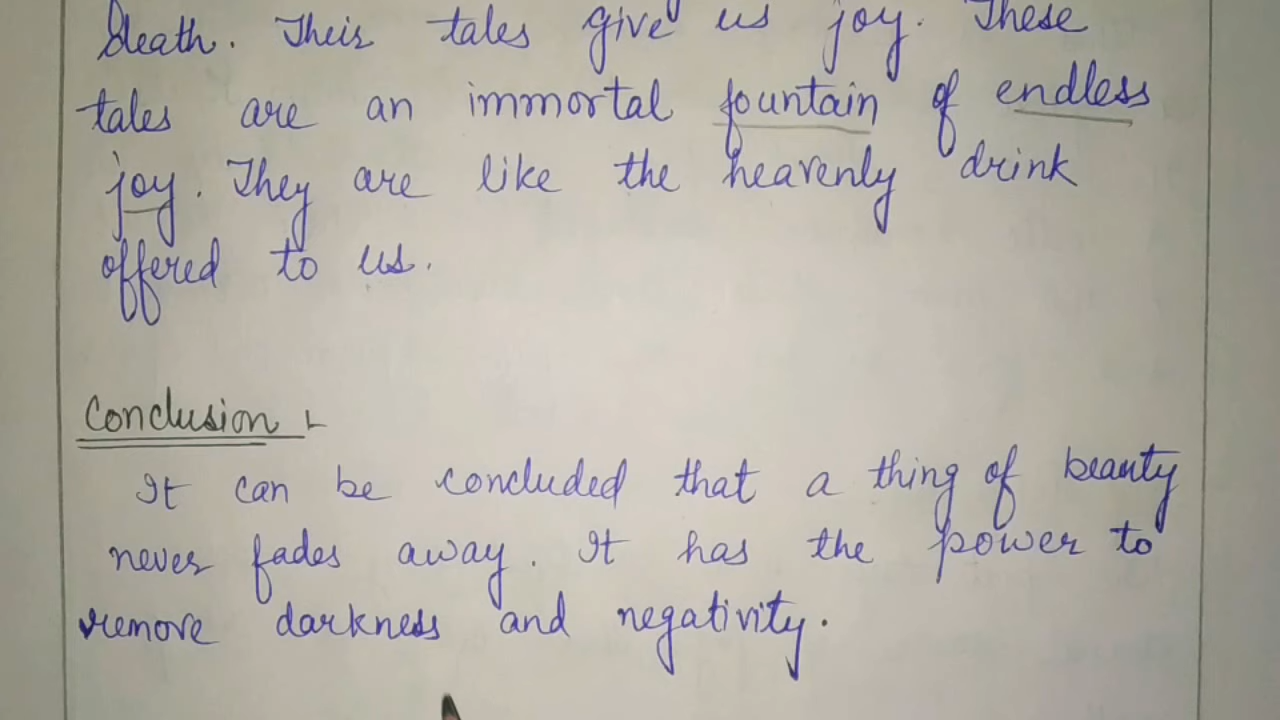 death. Their tales give us joy. These
tales are an immortal fountain of endless
joy. They are like the heavenly drink
offered to us.
Conclusion :-
It can be concluded that a thing of beauty
never fades away. It has the power to
remove darkness and negativity.